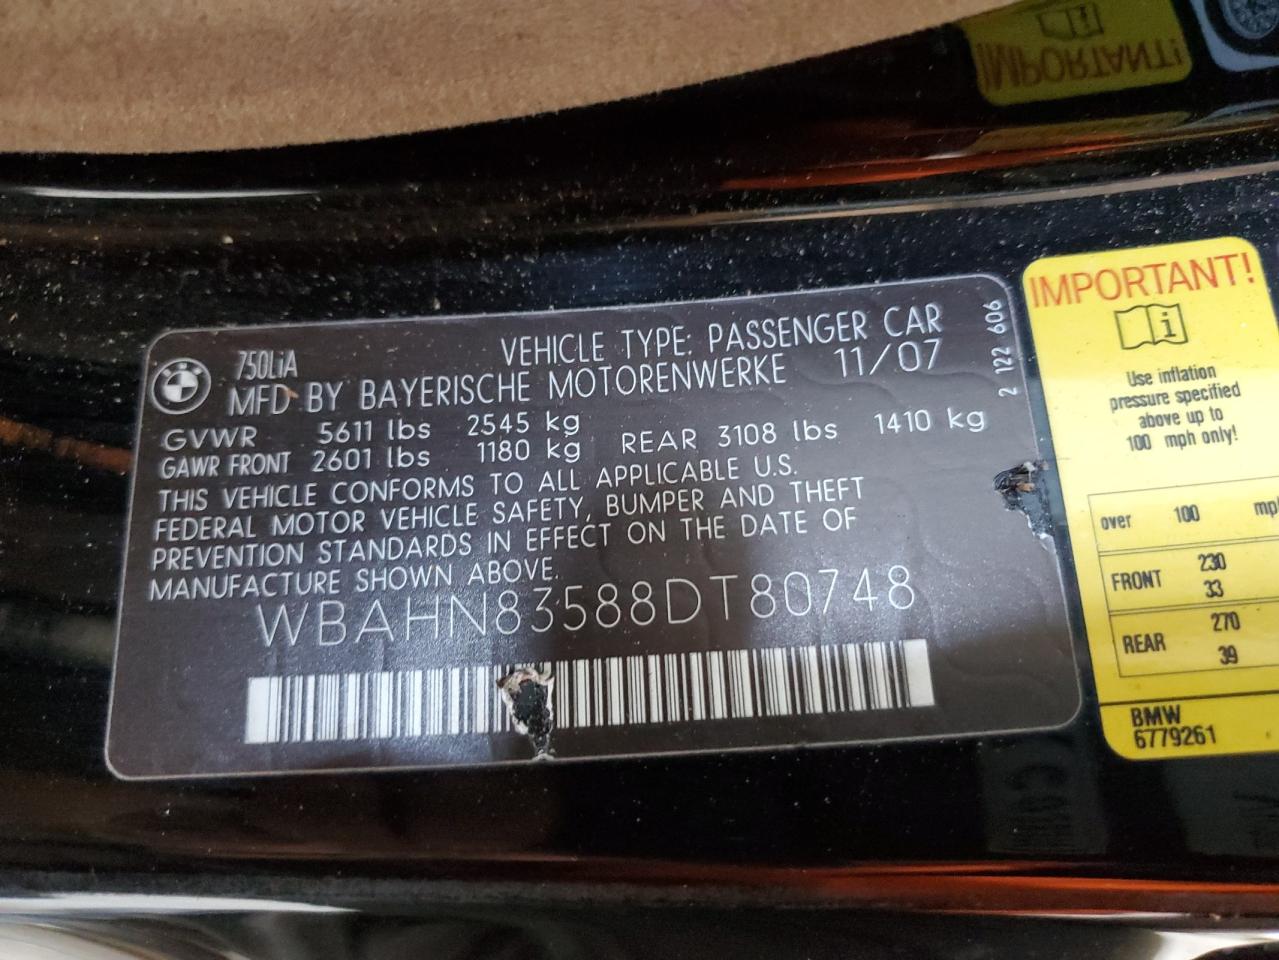 IMPORTANT!
750LiA
VEHICLE TYPE: PASSENGER CAR
MFD BY BAYERISCHE MOTORENWERKE 11/07
2 122 606
GVWR 5611 lbs 2545 kg
GAWR FRONT 2601 lbs 1180 kg REAR 3108 lbs 1410 kg
THIS VEHICLE CONFORMS TO ALL APPLICABLE U.S.
FEDERAL MOTOR VEHICLE SAFETY, BUMPER AND THEFT
PREVENTION STANDARDS IN EFFECT ON THE DATE OF
MANUFACTURE SHOWN ABOVE.
WBAHN83588DT80748
IMPORTANT!
i
Use inflation
pressure specified
above up to
100 mph only!
over 100 mp
FRONT 230
33
REAR 270
39
BMW
6779261